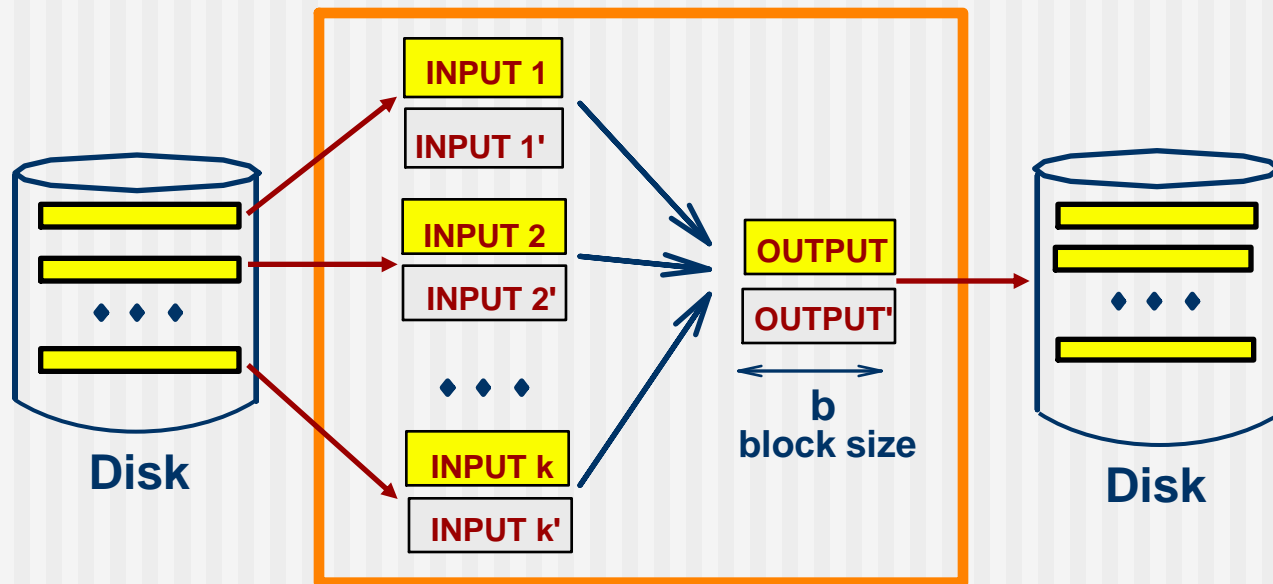 INPUT 1
INPUT 1'
INPUT 2
INPUT 2'
OUTPUT
OUTPUT'
b
block size
INPUT k
INPUT k'
Disk
Disk